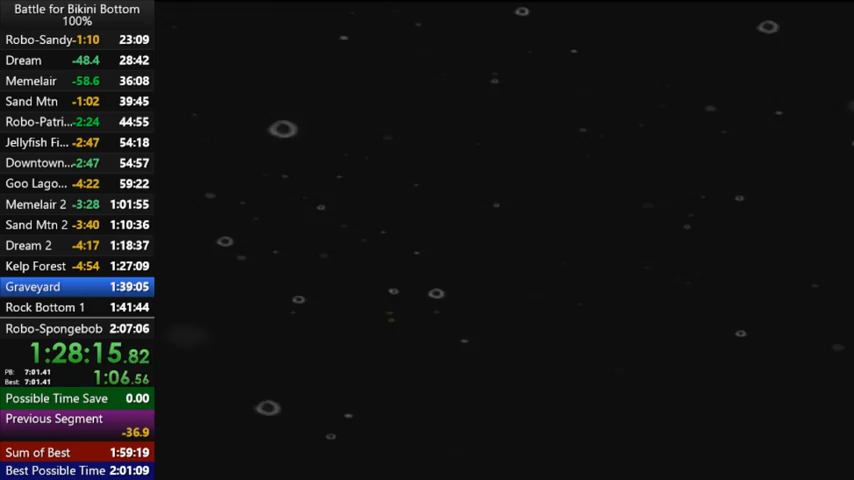 Battle for Bikini Bottom
100%
Robo-Sandy -1:10 23:09
Dream -48.4 28:42
Memelair -58.6 36:08
Sand Mtn -1:02 39:45
Robo-Patri... -2:24 44:55
Jellyfish Fi... -2:47 54:18
Downtown... -2:47 54:57
Goo Lago... -4:22 59:22
Memelair 2 -3:28 1:01:55
Sand Mtn 2 -3:40 1:10:36
Dream 2 -4:17 1:18:37
Kelp Forest -4:54 1:27:09
Graveyard 1:39:05
Rock Bottom 1 1:41:44
Robo-Spongebob 2:07:06
1:28:15.82
PB: 7:01.41
Best: 7:01.41
1:06.56
Possible Time Save 0.00
Previous Segment
-36.9
Sum of Best 1:59:19
Best Possible Time 2:01:09